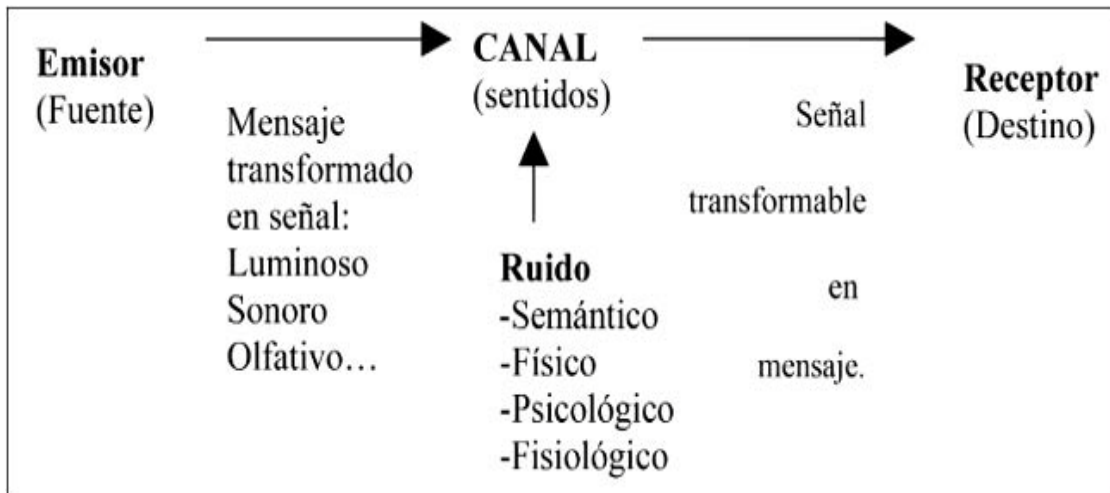 Emisor
(Fuente)
Mensaje
transformado
en señal:
Luminoso
Sonoro
Olfativo…
CANAL
(sentidos)
Ruido
-Semántico
-Físico
-Psicológico
-Fisiológico
Señal
transformable
en
mensaje.
Receptor
(Destino)